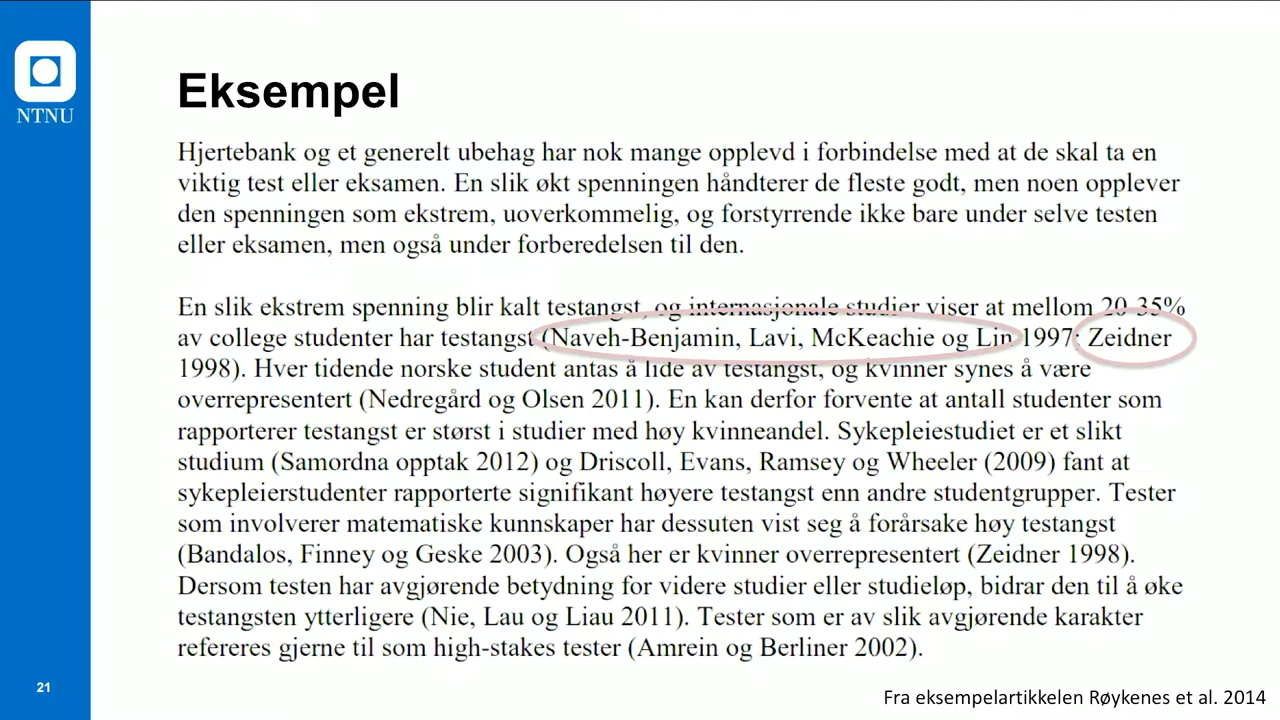 NTNU
Eksempel
Hjertebank og et generelt ubehag har nok mange opplevd i forbindelse med at de skal ta en
viktig test eller eksamen. En slik økt spenningen håndterer de fleste godt, men noen opplever
den spenningen som ekstrem, uoverkommelig, og forstyrrende ikke bare under selve testen
eller eksamen, men også under forberedelsen til den.
En slik ekstrem spenning blir kalt testangst, og internasjonale studier viser at mellom 20-35%
av college studenter har testangst (Naveh-Benjamin, Lavi, McKeachie og Lin 1997; Zeidner
1998). Hver tidende norske student antas å lide av testangst, og kvinner synes å være
overrepresentert (Nedregård og Olsen 2011). En kan derfor forvente at antall studenter som
rapporterer testangst er størst i studier med høy kvinneandel. Sykepleiestudiet er et slikt
studium (Samordna opptak 2012) og Driscoll, Evans, Ramsey og Wheeler (2009) fant at
sykepleierstudenter rapporterte signifikant høyere testangst enn andre studentgrupper. Tester
som involverer matematiske kunnskaper har dessuten vist seg å forårsake høy testangst
(Bandalos, Finney og Geske 2003). Også her er kvinner overrepresentert (Zeidner 1998).
Dersom testen har avgjørende betydning for videre studier eller studieløp, bidrar den til å øke
testangsten ytterligere (Nie, Lau og Liau 2011). Tester som er av slik avgjørende karakter
refereres gjerne til som high-stakes tester (Amrein og Berliner 2002).
21
Fra eksempelartikkelen Røykenes et al. 2014